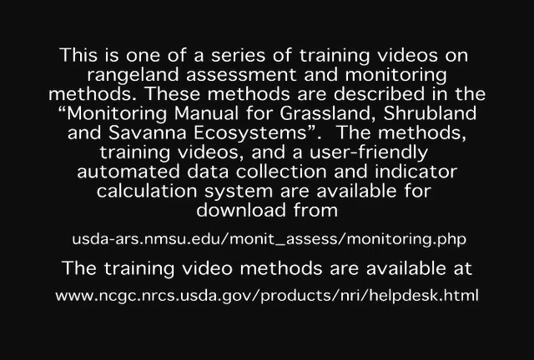 This is one of a series of training videos on
rangeland assessment and monitoring
methods. These methods are described in the
“Monitoring Manual for Grassland, Shrubland
and Savanna Ecosystems”.  The methods,
training videos, and a user-friendly
automated data collection and indicator
calculation system are available for
download from
usda-ars.nmsu.edu/monit_assess/monitoring.php
The training video methods are available at
www.ncgc.nrcs.usda.gov/products/nri/helpdesk.html